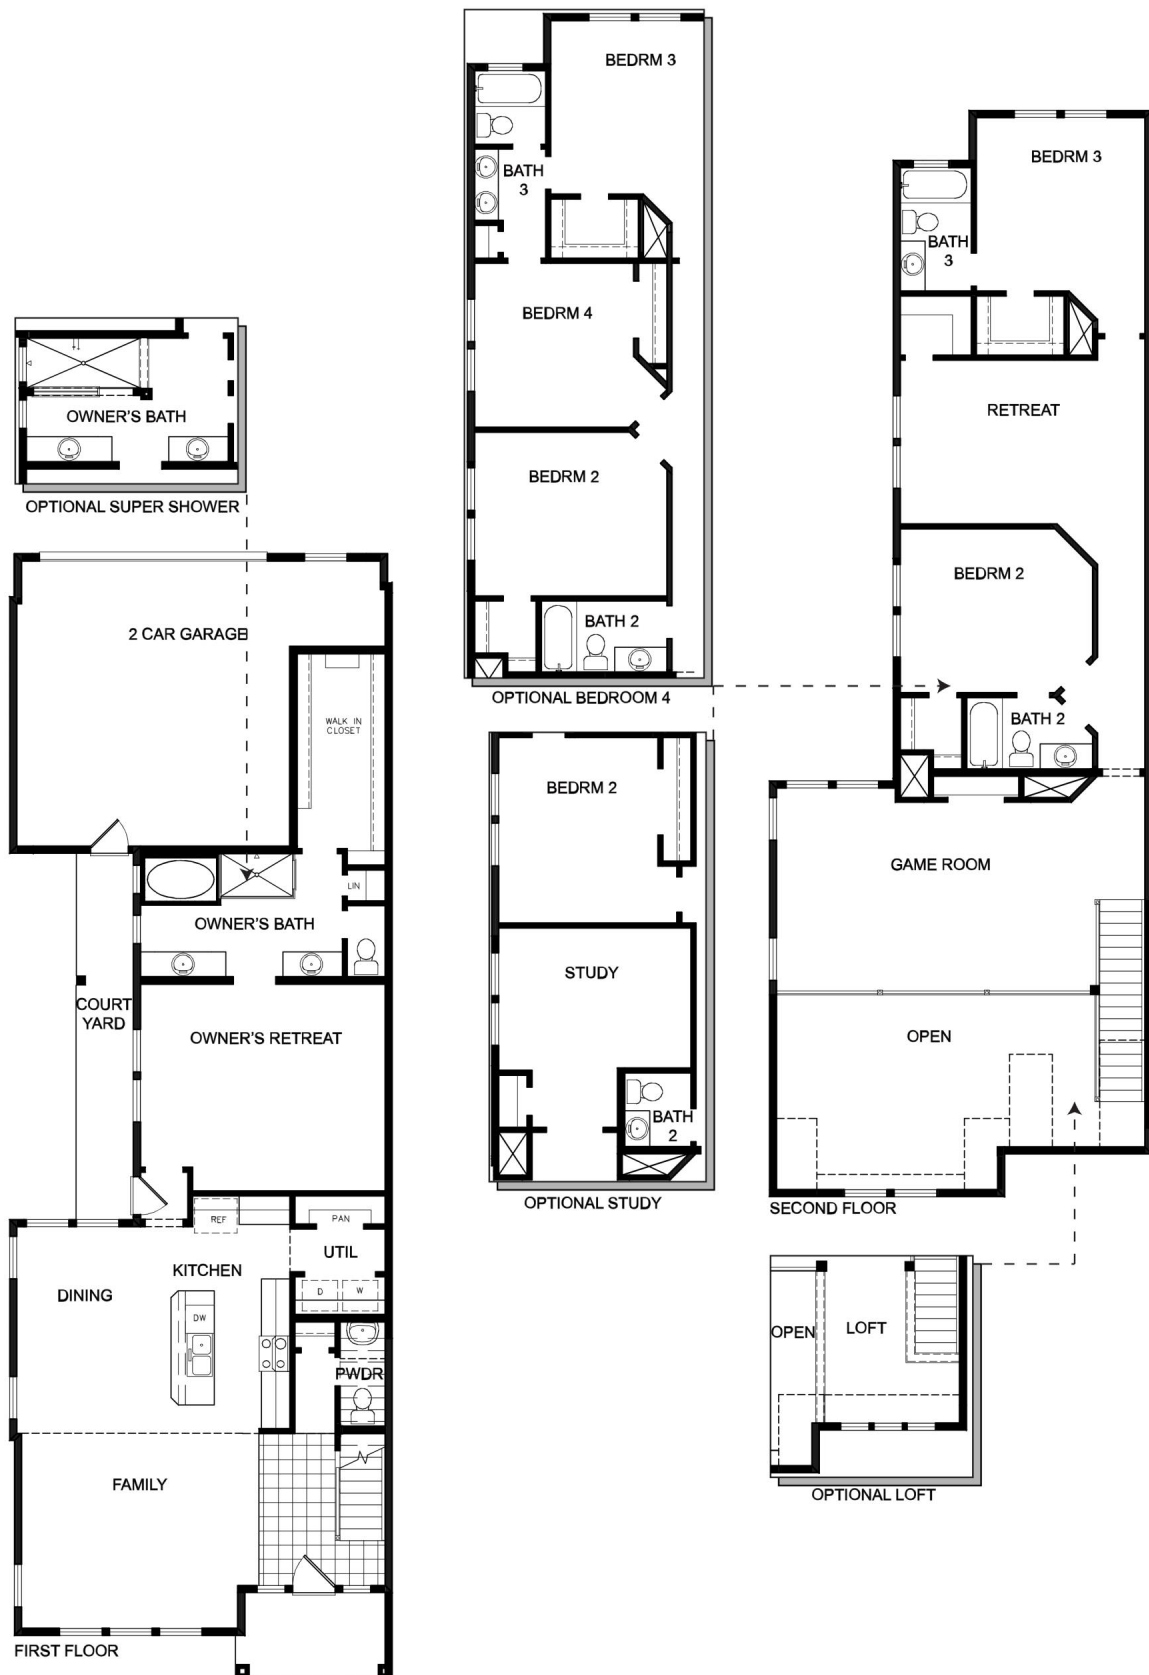 OWNER'S BATH
OPTIONAL SUPER SHOWER
2 CAR GARAGE
WALK IN
CLOSET
LIN
OWNER'S BATH
COURT
YARD
OWNER'S RETREAT
REF
PAN
UTIL
KITCHEN
D
W
DINING
DW
PWDR
FAMILY
FIRST FLOOR
BEDRM 3
BATH
3
BEDRM 4
BEDRM 2
BATH 2
OPTIONAL BEDROOM 4
BEDRM 2
STUDY
BATH
2
OPTIONAL STUDY
BEDRM 3
BATH
3
RETREAT
BEDRM 2
BATH 2
GAME ROOM
OPEN
SECOND FLOOR
OPEN
LOFT
OPTIONAL LOFT